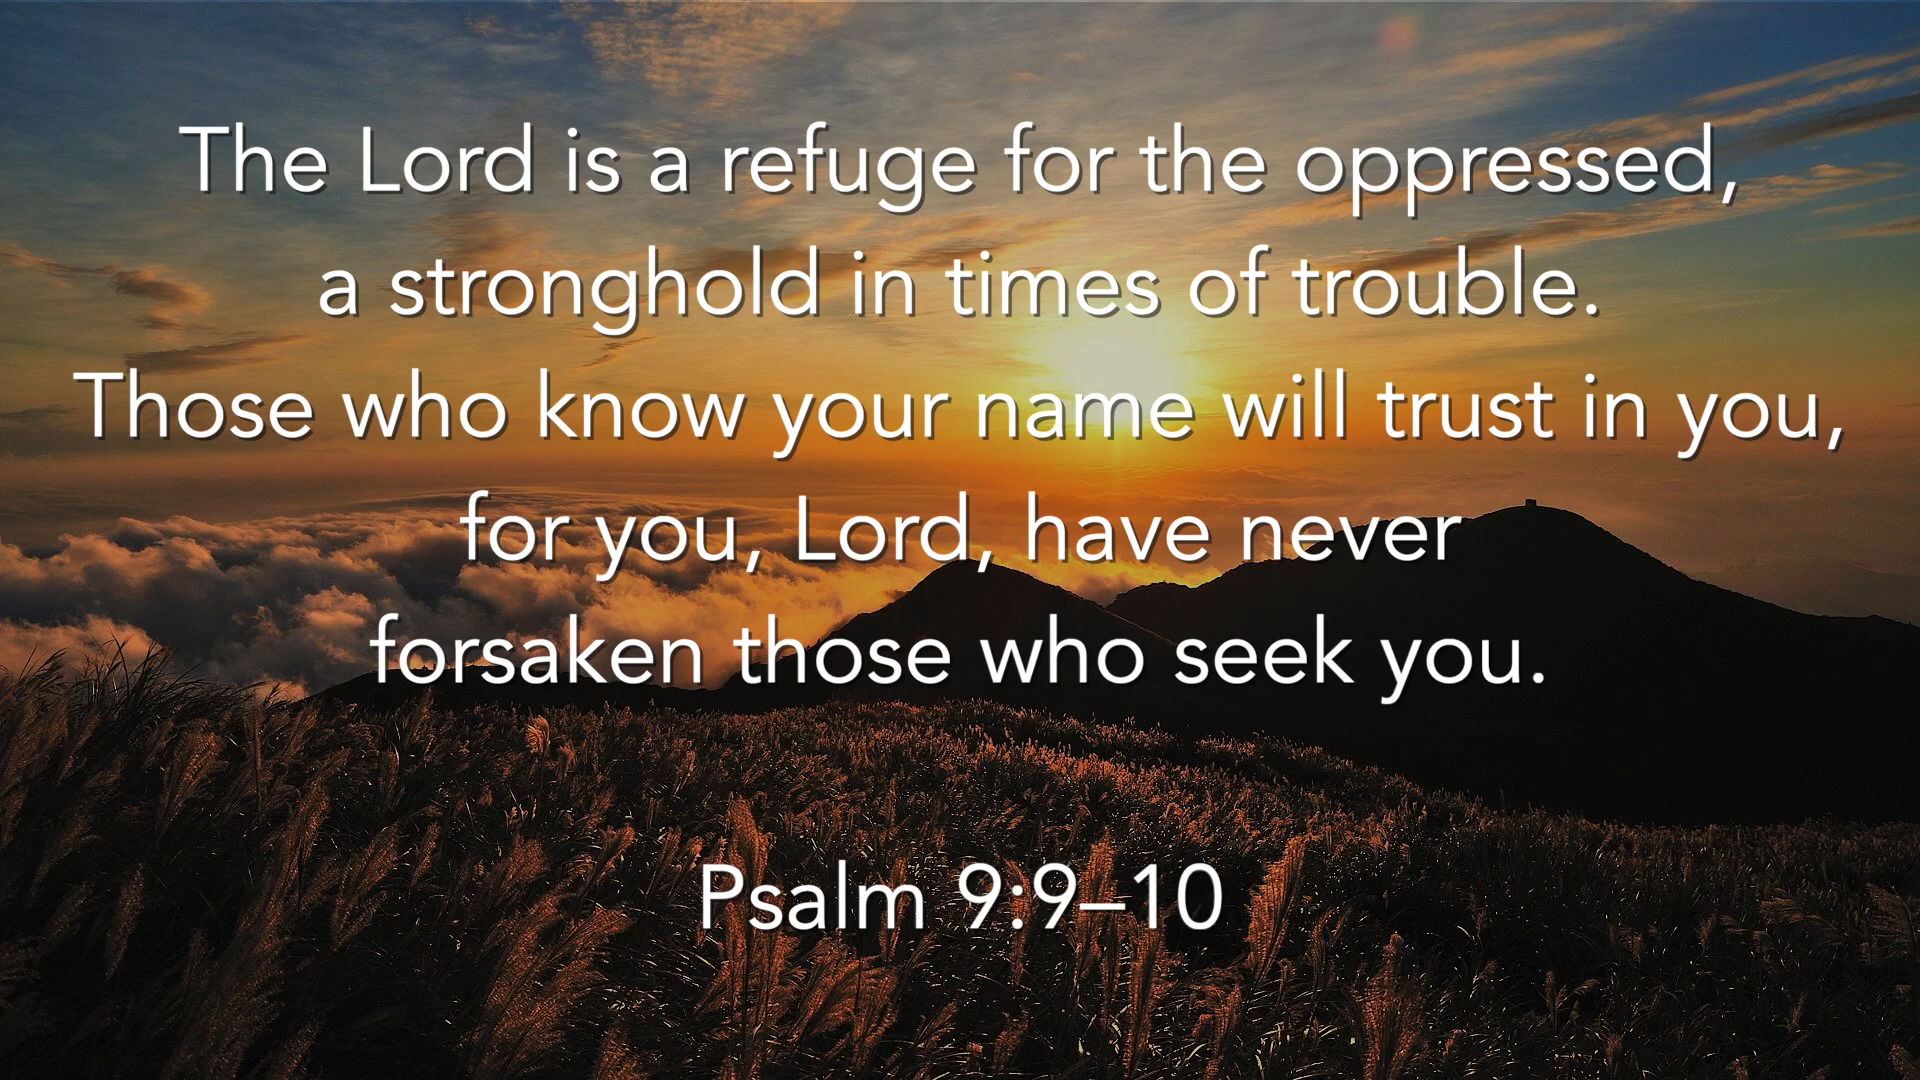 The Lord is a refuge for the oppressed,
a stronghold in times of trouble.
Those who know your name will trust in you,
for you, Lord, have never
forsaken those who seek you.
Psalm 9:9–10